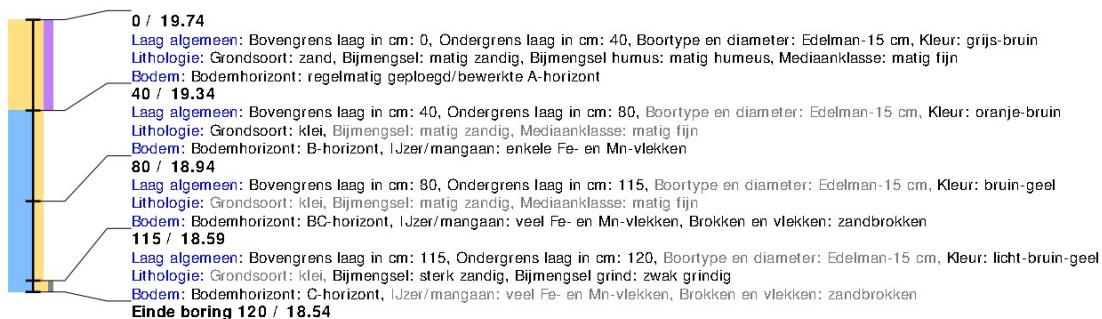 0 / 19.74
Laag algemeen: Bovengrens laag in cm: 0, Ondergrens laag in cm: 40, Boortype en diameter: Edelman-15 cm, Kleur: grijs-bruin
Lithologie: Grondsoort: zand, Bijmengsel: matig zandig, Bijmengsel humus: matig humeus, Mediaanklasse: matig fijn
Bodem: Bodemhorizont: regelmatig geploegd/bewerkte A-horizont
40 / 19.34
Laag algemeen: Bovengrens laag in cm: 40, Ondergrens laag in cm: 80, Boortype en diameter: Edelman-15 cm, Kleur: oranje-bruin
Lithologie: Grondsoort: klei, Bijmengsel: matig zandig, Mediaanklasse: matig fijn
Bodem: Bodemhorizont: B-horizont, IJzer/mangaan: enkele Fe- en Mn-vlekken
80 / 18.94
Laag algemeen: Bovengrens laag in cm: 80, Ondergrens laag in cm: 115, Boortype en diameter: Edelman-15 cm, Kleur: bruin-geel
Lithologie: Grondsoort: klei, Bijmengsel: matig zandig, Mediaanklasse: matig fijn
Bodem: Bodemhorizont: BC-horizont, IJzer/mangaan: veel Fe- en Mn-vlekken, Brokken en vlekken: zandbrokken
115 / 18.59
Laag algemeen: Bovengrens laag in cm: 115, Ondergrens laag in cm: 120, Boortype en diameter: Edelman-15 cm, Kleur: licht-bruin-geel
Lithologie: Grondsoort: klei, Bijmengsel: sterk zandig, Bijmengsel grind: zwak grindig
Bodem: Bodemhorizont: C-horizont, IJzer/mangaan: veel Fe- en Mn-vlekken, Brokken en vlekken: zandbrokken
Einde boring 120 / 18.54